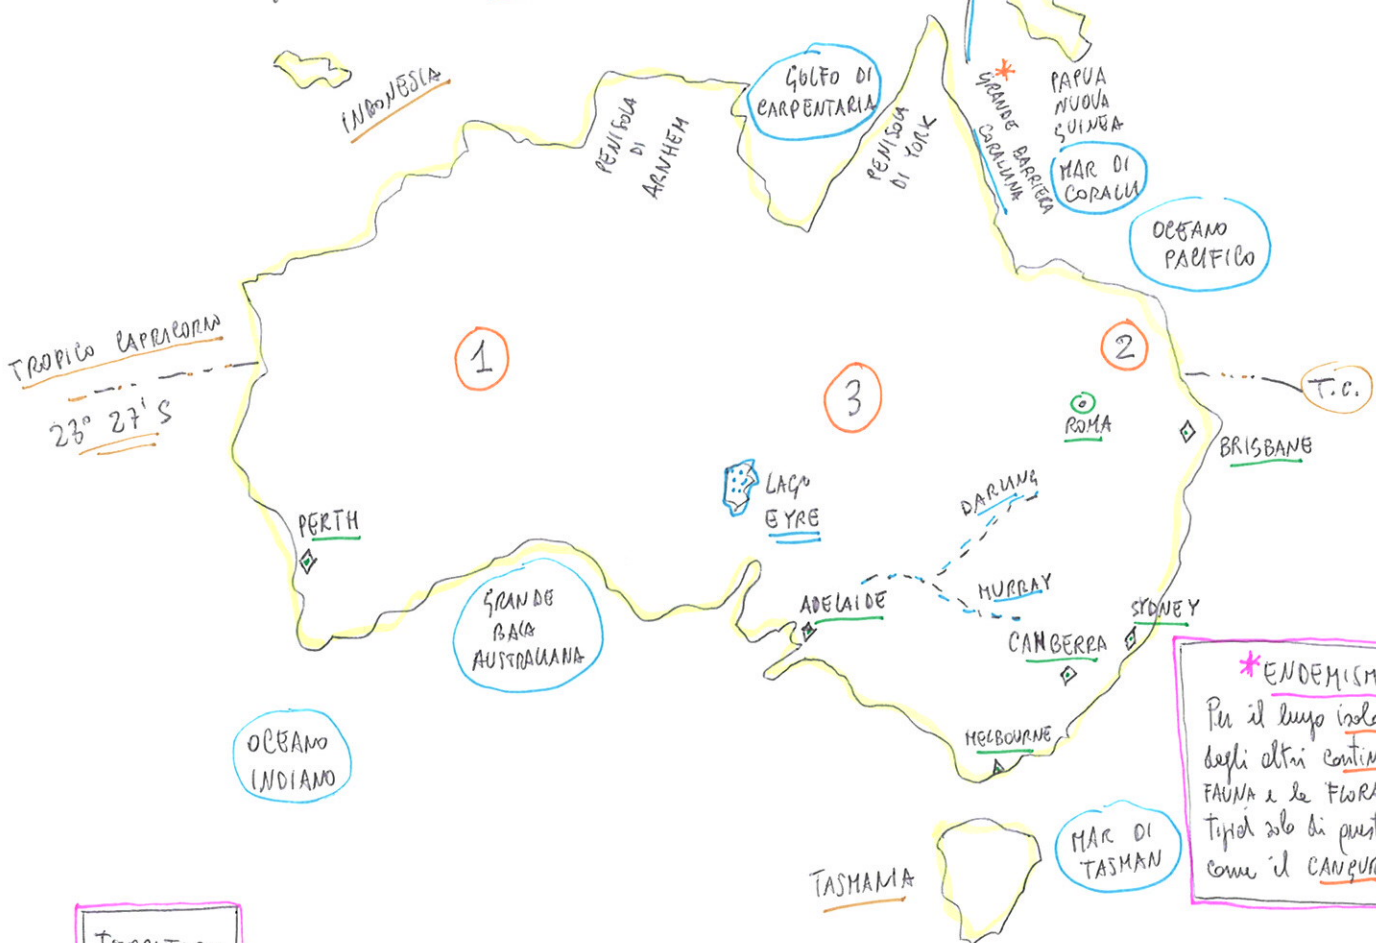 INDONESIA
PENISOLA
DI
ARNHEM
GOLFO DI
CARPENTARIA
PENISOLA
DI YORK
*
GRANDE BARRIERA
CORALLINA
PAPUA
NUOVA
GUINEA
MAR DI
CORALLI
OCEANO
PACIFICO
TROPICO CAPRICORNO
23° 27' S
1
2
3
T.C.
ROMA
BRISBANE
LAGO
EYRE
DARLING
PERTH
GRANDE
BAIA
AUSTRALIANA
ADELAIDE
MURRAY
SYDNEY
CANBERRA
MELBOURNE
OCEANO
INDIANO
TASMANIA
MAR DI
TASMAN
* ENDEMISM
Per il lungo isol
dagli altri contin
FAUNA e la FLORA
tipici solo di quest
come il CANGUR